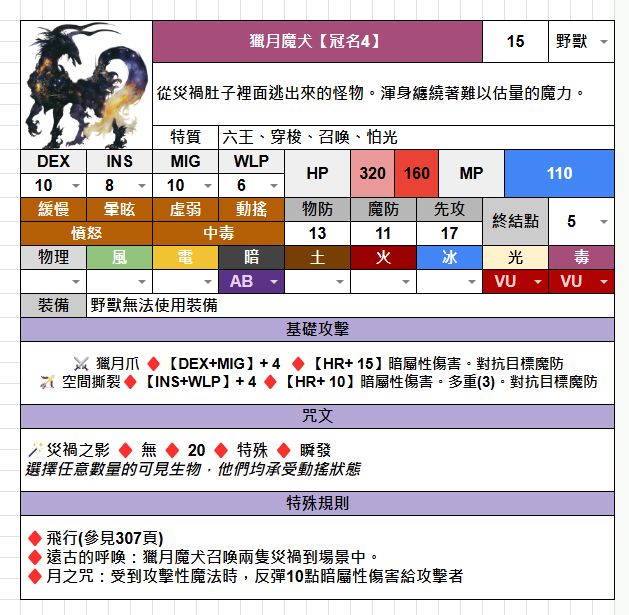 獵月魔犬【冠名4】 15 野獸
從災禍肚子裡面逃出來的怪物。渾身纏繞著難以估量的魔力。
特質 六王、穿梭、召喚、怕光
DEX INS MIG WLP HP 320 160 MP 110
10 8 10 6
緩慢 暈眩 虛弱 動搖 物防 魔防 先攻 終結點 5
憤怒 中毒 13 11 17
物理 風 電 暗 土 火 冰 光 毒
AB VU VU
裝備 野獸無法使用裝備
基礎攻擊
獵月爪 ♦【DEX+MIG】+ 4 ♦【HR+ 15】暗屬性傷害。對抗目標魔防
空間撕裂♦【INS+WLP】+ 4 ♦【HR+ 10】暗屬性傷害。多重(3)。對抗目標魔防
咒文
災禍之影 ♦ 無 ♦ 20 ♦ 特殊 ♦ 瞬發
選擇任意數量的可見生物，他們均承受動搖狀態
特殊規則
♦飛行(參見307頁)
♦遠古的呼喚：獵月魔犬召喚兩隻災禍到場景中。
♦月之咒：受到攻擊性魔法時，反彈10點暗屬性傷害給攻擊者